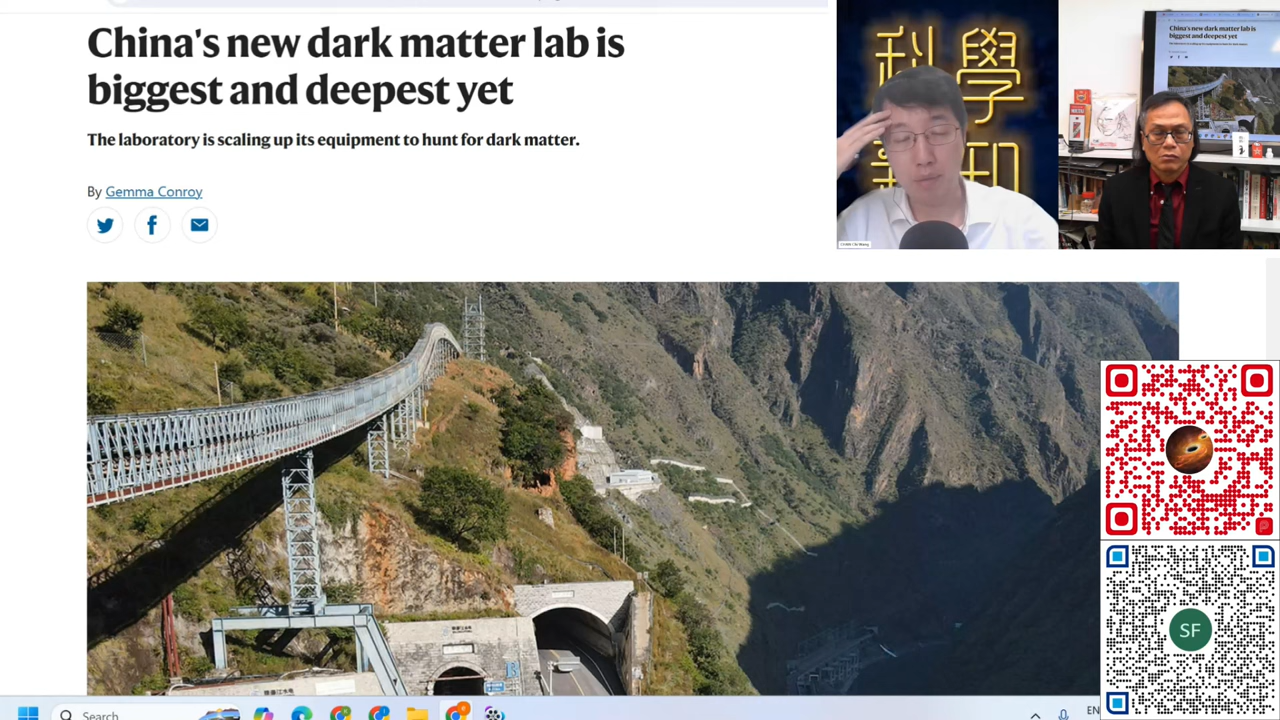 China's new dark matter lab is
biggest and deepest yet
The laboratory is scaling up its equipment to hunt for dark matter.
By Gemma Conroy
科學
新知
China's new dark matter lab is
biggest and deepest yet
SF
Search
EN